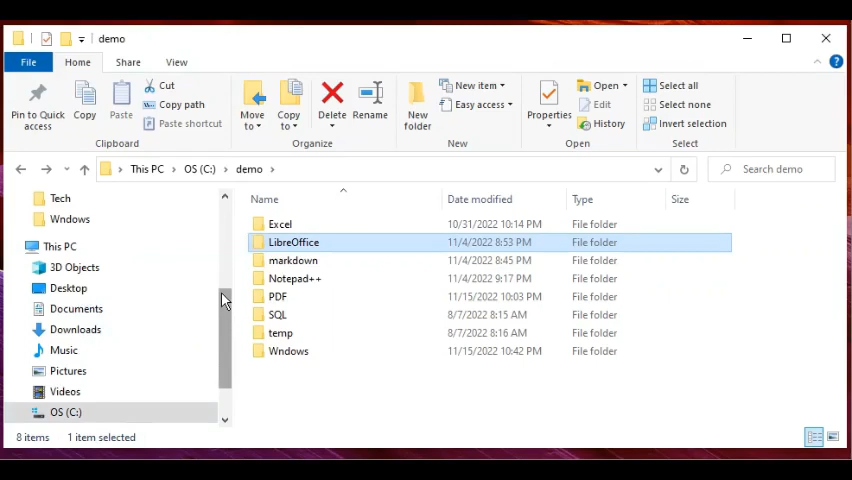 demo
File Home Share View
Pin to Quick access
Copy
Paste
Cut
Copy path
Paste shortcut
Clipboard
Move to
Copy to
Delete
Rename
Organize
New folder
New item
Easy access
New
Properties
Open
Edit
History
Open
Select all
Select none
Invert selection
Select
This PC OS (C:) demo
Search demo
Tech
Wndows
This PC
3D Objects
Desktop
Documents
Downloads
Music
Pictures
Videos
OS (C:)
Name Date modified Type Size
Excel 10/31/2022 10:14 PM File folder
LibreOffice 11/4/2022 8:53 PM File folder
markdown 11/4/2022 8:45 PM File folder
Notepad++ 11/4/2022 9:17 PM File folder
PDF 11/15/2022 10:03 PM File folder
SQL 8/7/2022 8:15 AM File folder
temp 8/7/2022 8:16 AM File folder
Wndows 11/15/2022 10:42 PM File folder
8 items 1 item selected